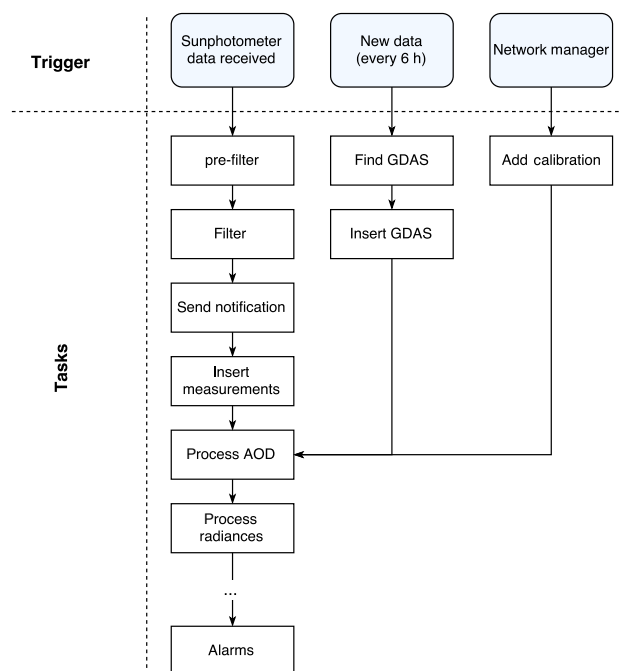 Trigger
Sunphotometer
data received
New data
(every 6 h)
Network manager
Tasks
pre-filter
Find GDAS
Add calibration
Filter
Insert GDAS
Send notification
Insert
measurements
Process AOD
Process
radiances
...
Alarms